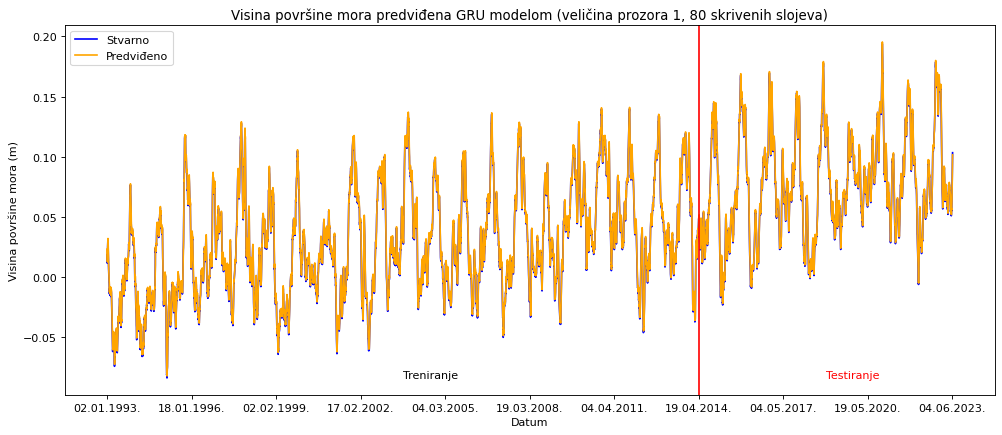 Visina površine mora predviđena GRU modelom (veličina prozora 1, 80 skrivenih slojeva)
Stvarno
Predviđeno
Visina površine mora (m)
0.20
0.15
0.10
0.05
0.00
−0.05
Treniranje
Testiranje
02.01.1993.
18.01.1996.
02.02.1999.
17.02.2002.
04.03.2005.
19.03.2008.
04.04.2011.
19.04.2014.
04.05.2017.
19.05.2020.
04.06.2023.
Datum